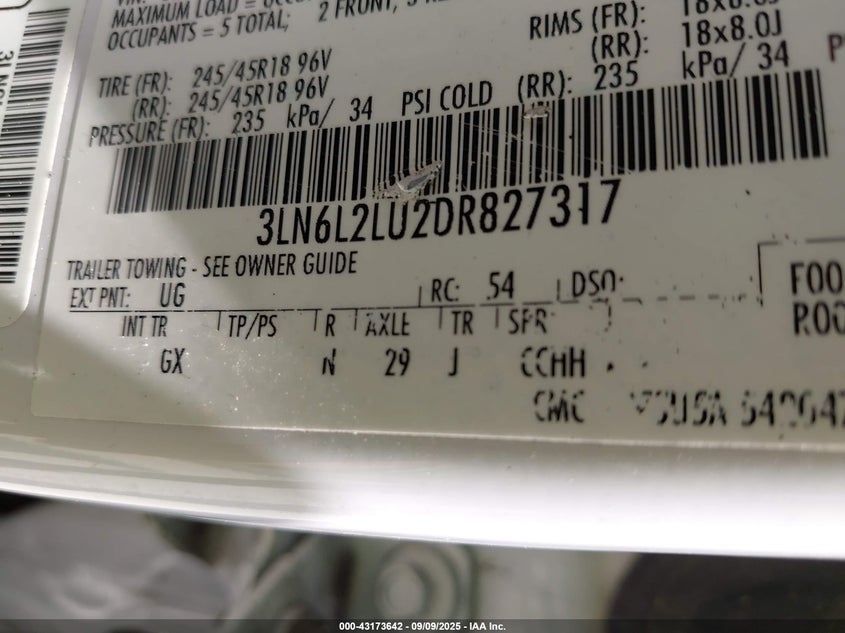 MAXIMUM LOAD = OCCU
OCCUPANTS = 5 TOTAL; 2 FRONT,
TIRE (FR): 245/45R18 96V RIMS (FR):
(RR): 245/45R18 96V (RR): 18x8.0J
PRESSURE (FR): 235 kPa/ 34 PSI COLD (RR): 235 kPa/ 34
3LN6L2LU2DR827317
TRAILER TOWING - SEE OWNER GUIDE
EXT PNT: UG RC: 54 DSO:
INT TR TP/PS R AXLE TR SPR
GX N 29 J CCHH
FOO
ROO
CMC
000-43173642 - 09/09/2025 - IAA Inc.